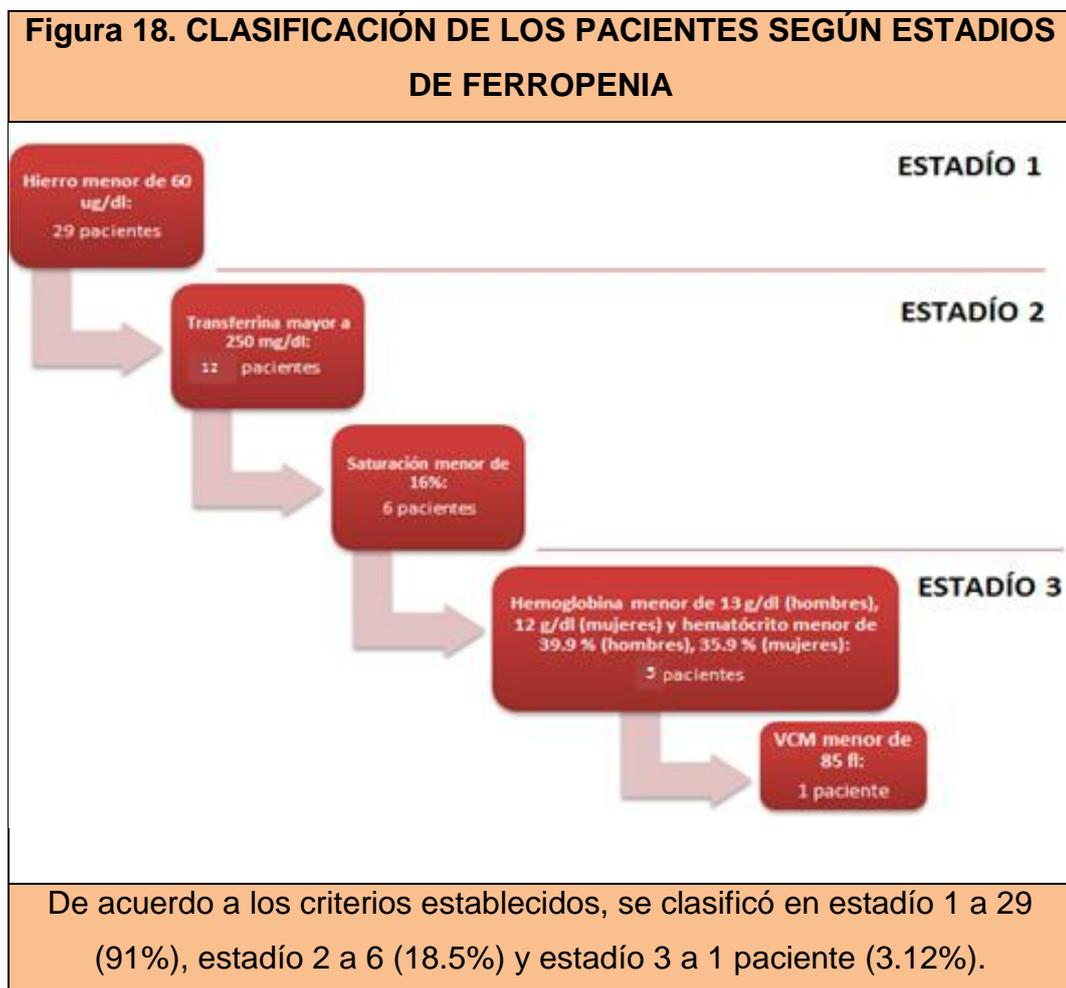 Figura 18. CLASIFICACIÓN DE LOS PACIENTES SEGÚN ESTADIOS
DE FERROPENIA
Hierro menor de 60
ug/dl:
29 pacientes
ESTADÍO 1
Transferrina mayor a
250 mg/dl:
12 pacientes
ESTADÍO 2
Saturación menor de
16%:
6 pacientes
Hemoglobina menor de 13 g/dl (hombres),
12 g/dl (mujeres) y hematócrito menor de
39.9 % (hombres), 35.9 % (mujeres):
pacientes
ESTADÍO 3
VCM menor de
85 fl:
1 paciente
De acuerdo a los criterios establecidos, se clasificó en estadío 1 a 29
(91%), estadío 2 a 6 (18.5%) y estadío 3 a 1 paciente (3.12%).